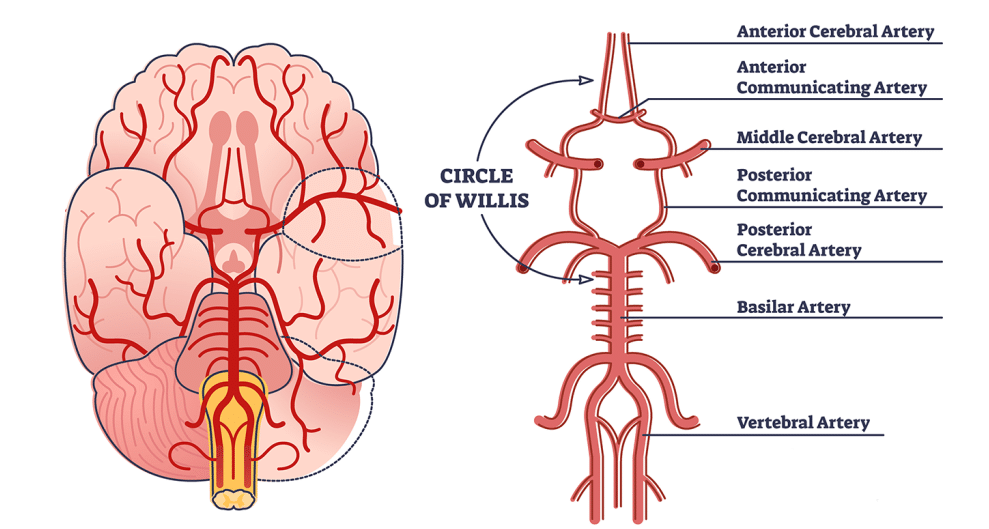 Anterior Cerebral Artery
Anterior
Communicating Artery
Middle Cerebral Artery
CIRCLE
OF WILLIS
Posterior
Communicating Artery
Posterior
Cerebral Artery
Basilar Artery
Vertebral Artery